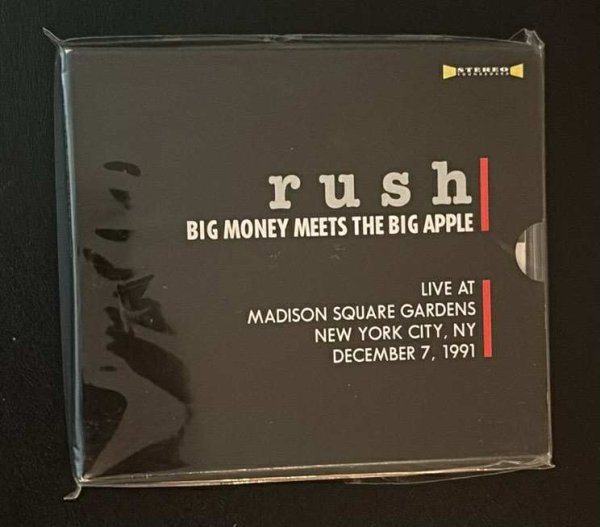 STEREO
rush
BIG MONEY MEETS THE BIG APPLE
LIVE AT
MADISON SQUARE GARDENS
NEW YORK CITY, NY
DECEMBER 7, 1991